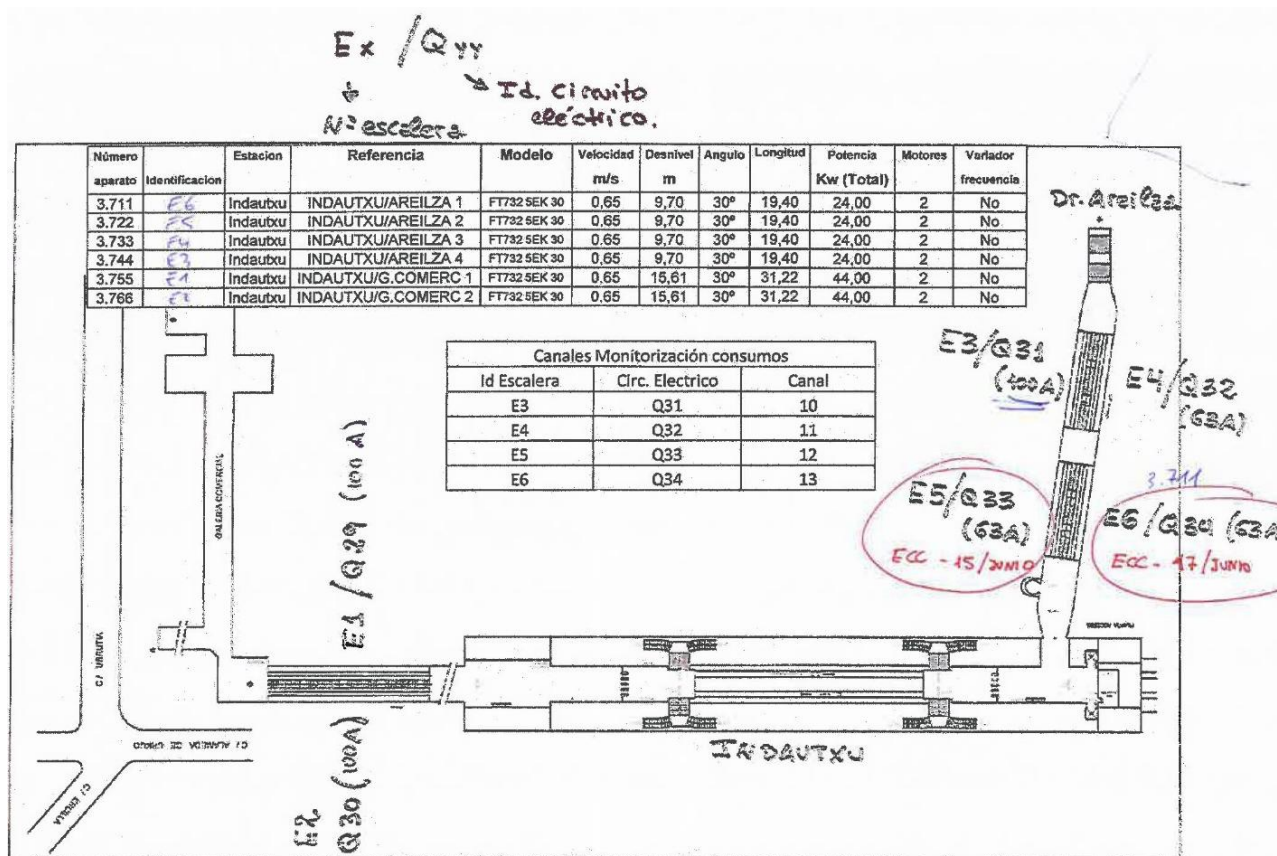 Ex / Qyy
Id. Circuito
eléctrico.
Nº escalera
Número aparato Identificacion Estacion Referencia Modelo Velocidad m/s Desnivel m Angulo Longitud Potencia Kw (Total) Motores Variador frecuencia
3.711 E6 Indautxu INDAUTXU/AREILZA 1 FT732 5EK 30 0,65 9,70 30º 19,40 24,00 2 No
3.722 E5 Indautxu INDAUTXU/AREILZA 2 FT732 5EK 30 0,65 9,70 30º 19,40 24,00 2 No
3.733 E4 Indautxu INDAUTXU/AREILZA 3 FT732 5EK 30 0,65 9,70 30º 19,40 24,00 2 No
3.744 E3 Indautxu INDAUTXU/AREILZA 4 FT732 5EK 30 0,65 9,70 30º 19,40 24,00 2 No
3.755 E1 Indautxu INDAUTXU/G.COMERC 1 FT732 5EK 30 0,65 15,61 30º 31,22 44,00 2 No
3.766 E2 Indautxu INDAUTXU/G.COMERC 2 FT732 5EK 30 0,65 15,61 30º 31,22 44,00 2 No
Dr. Areilza
Canales Monitorización consumos
Id Escalera Circ. Electrico Canal
E3 Q31 10
E4 Q32 11
E5 Q33 12
E6 Q34 13
E3/Q31
(100A)
E4/Q32
(63A)
E5/Q33
(63A)
ECC - 15/JUNIO
3.711
E6/Q34 (63A
ECC - 17/JUNIO
GALERIA COMERCIAL
E1/Q29 (100 A)
E2
Q30 (100A)
C/ URRUTIA
C/ ALAMEDA DE URQUIJO
C/ ERCILLA
INDAUTXU